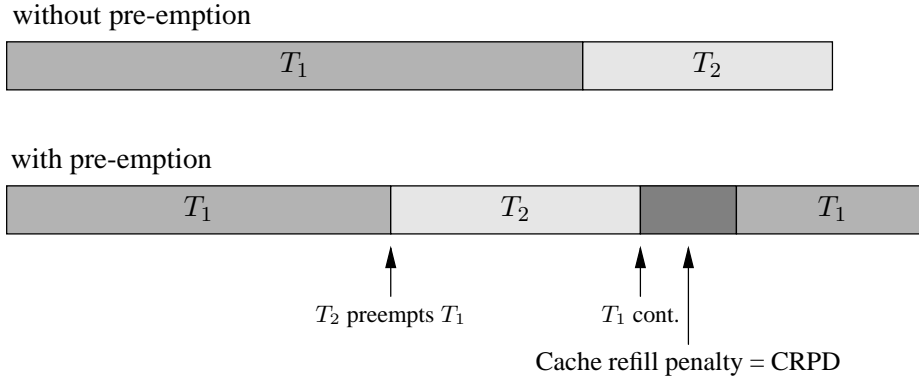 without pre-emption
T₁ T₂
with pre-emption
T₁ T₂ T₁
T₂ preempts T₁ T₁ cont.
Cache refill penalty = CRPD